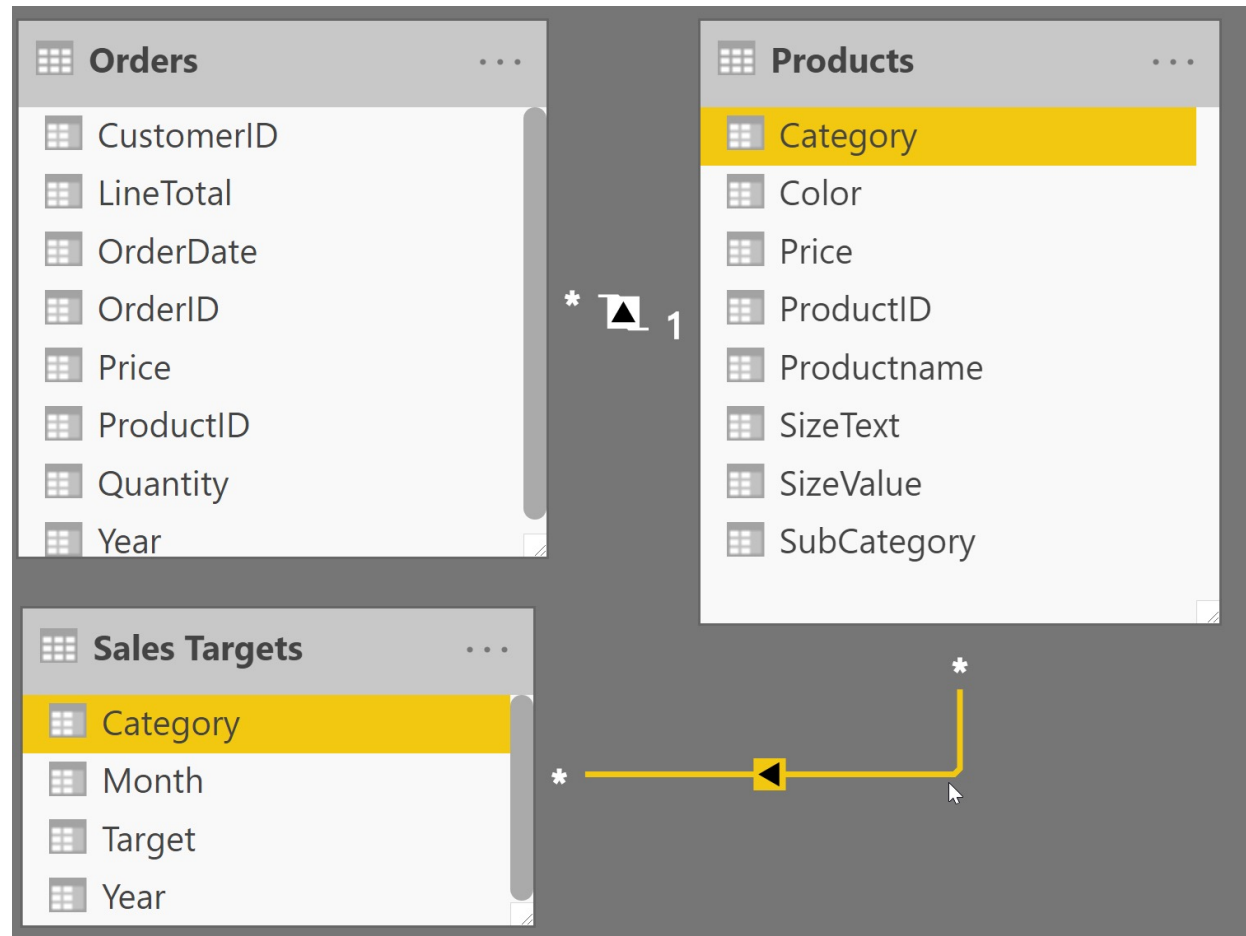 Orders
CustomerID
LineTotal
OrderDate
OrderID
Price
ProductID
Quantity
Year
* 1
Products
Category
Color
Price
ProductID
Productname
SizeText
SizeValue
SubCategory
Sales Targets
Category
Month
Target
Year
*
*